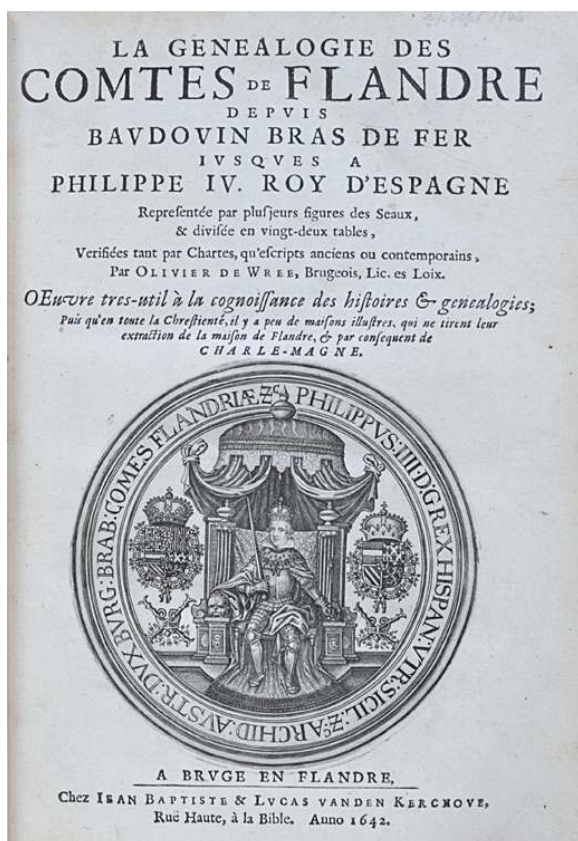 LA GENEALOGIE DES
COMTES DE FLANDRE
DEPVIS
BAVDOVIN BRAS DE FER
IVSQVES A
PHILIPPE IV. ROY D'ESPAGNE
Repreſentée par pluſjeurs figures des Seaux,
& diviſée en vingt-deux tables,
Verifiées tant par Chartes, qu'eſcripts anciens ou contemporains,
Par OLIVIER DE WREE, Brugeois, Lic. es Loix.
OEuvre tres-util à la cognoiſſance des hiſtoires & genealogies;
Puis qu'en toute la Chreſtienté, il y a peu de maiſons illuſtres, qui ne tirent leur
extraction de la maiſon de Flandre, & par conſequent de
CHARLE-MAGNE.
PHILIPPVS: IIII: D: G: REX HISPAN: VTR: SICIL: Zc. ARCHID: AVSTR: DVX BVRG: BRAB: COMES FLANDRIÆ Zc
A BRVGE EN FLANDRE,
Chez IEAN BAPTISTE & LVCAS VANDEN KERCHOVE,
Ruë Haute, à la Bible. Anno 1642.